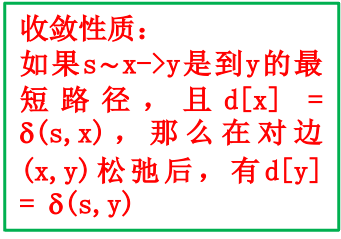 收敛性质：
如果s~x->y是到y的最
短路径，且d[x] =
δ(s,x)，那么在对边
(x,y)松弛后，有d[y]
= δ(s,y)